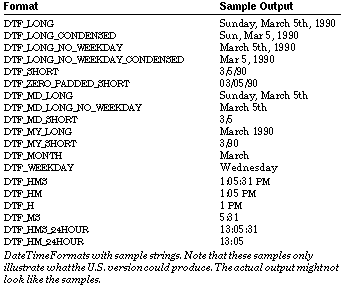 Format Sample Output
DTF_LONG Sunday, March 5th, 1990
DTF_LONG_CONDENSED Sun, Mar 5, 1990
DTF_LONG_NO_WEEKDAY March 5th, 1990
DTF_LONG_NO_WEEKDAY_CONDENSED Mar 5, 1990
DTF_SHORT 3/5/90
DTF_ZERO_PADDED_SHORT 03/05/90
DTF_MD_LONG Sunday, March 5th
DTF_MD_LONG_NO_WEEKDAY March 5th
DTF_MD_SHORT 3/5
DTF_MY_LONG March 1990
DTF_MY_SHORT 3/90
DTF_MONTH March
DTF_WEEKDAY Wednesday
DTF_HMS 1:05:31 PM
DTF_HM 1:05 PM
DTF_H 1 PM
DTF_MS 5:31
DTF_HMS_24HOUR 13:05:31
DTF_HM_24HOUR 13:05
DateTimeFormats with sample strings. Note that these samples only
illustrate what the U.S. version could produce. The actual output might not
look like the samples.